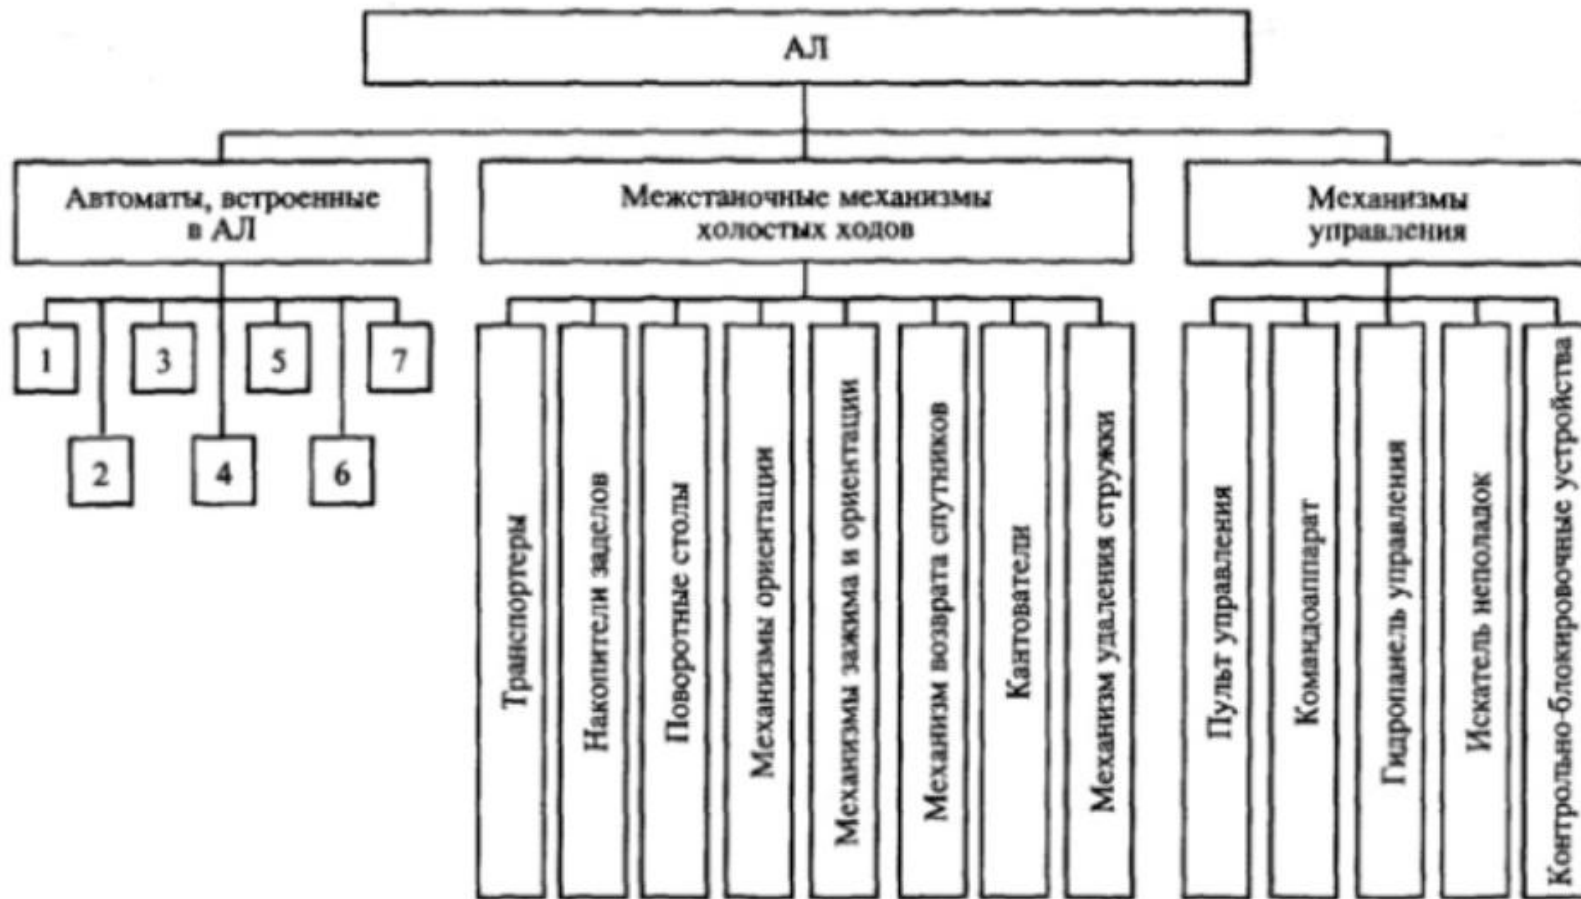 АЛ
Автоматы, встроенные
в АЛ
Межстаночные механизмы
холостых ходов
Механизмы
управления
1
2
3
4
5
6
7
Транспортеры
Накопители заделов
Поворотные столы
Механизмы ориентации
Механизмы зажима и ориентации
Механизм возврата спутников
Кантователи
Механизм удаления стружки
Пульт управления
Командоаппарат
Гидропанель управления
Искатель неполадок
Контрольно-блокировочные устройства